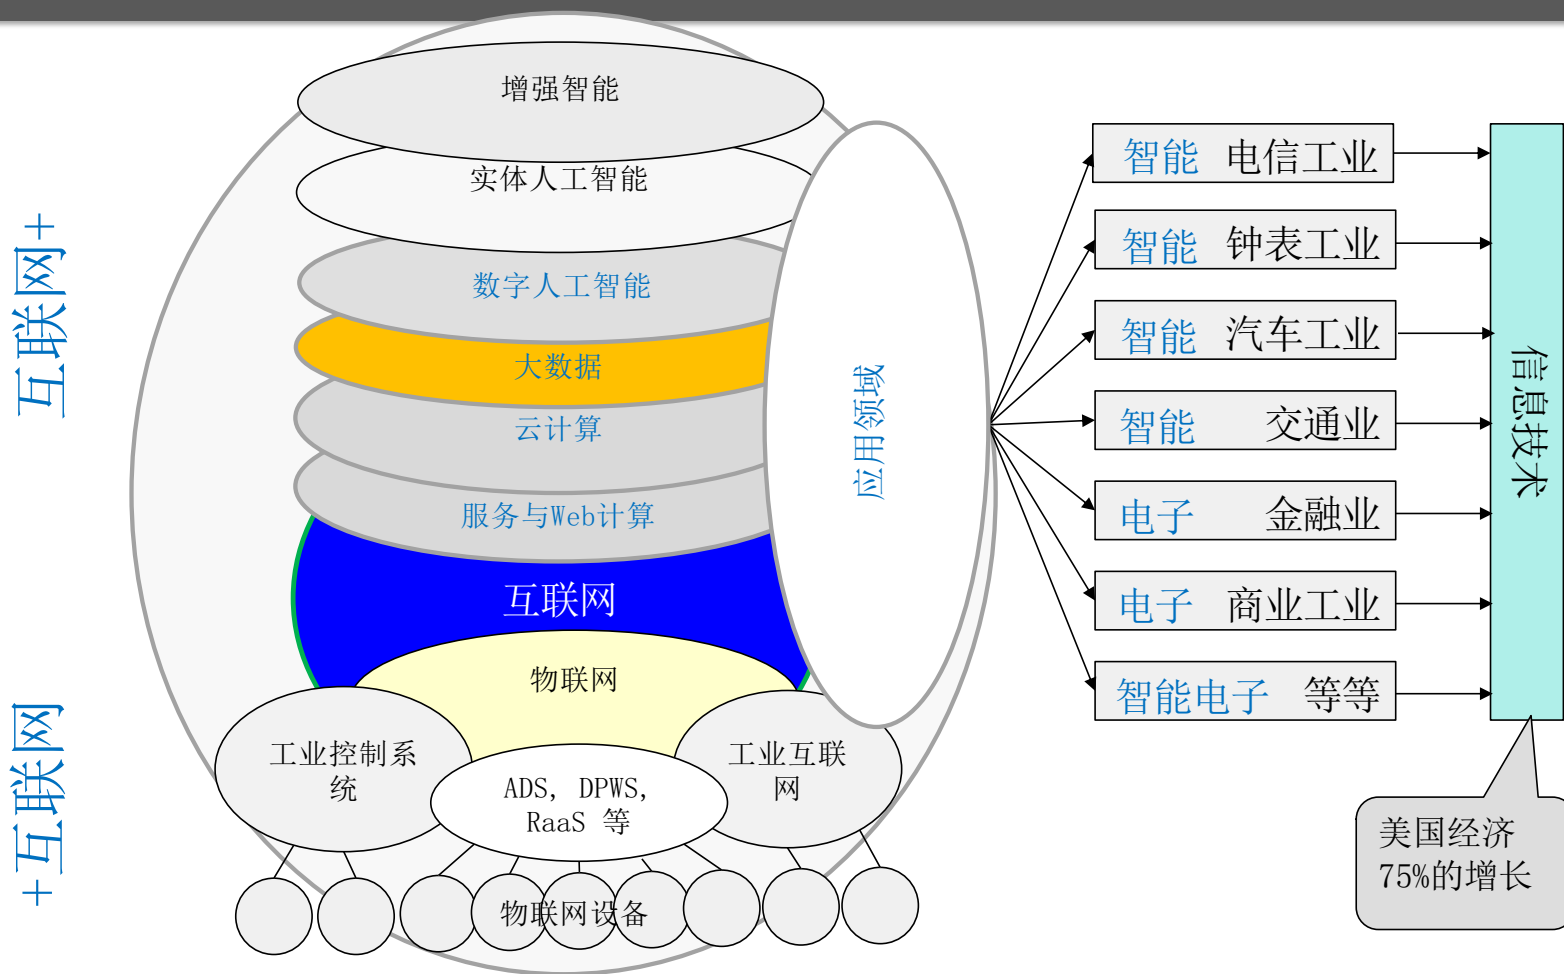 互联网+
+互联网
增强智能
实体人工智能
数字人工智能
大数据
云计算
服务与Web计算
互联网
物联网
工业控制系
统
ADS, DPWS,
RaaS 等
工业互联
网
物联网设备
应用领域
智能 电信工业
智能 钟表工业
智能 汽车工业
智能 交通业
电子 金融业
电子 商业工业
智能电子 等等
信息技术
美国经济
75%的增长